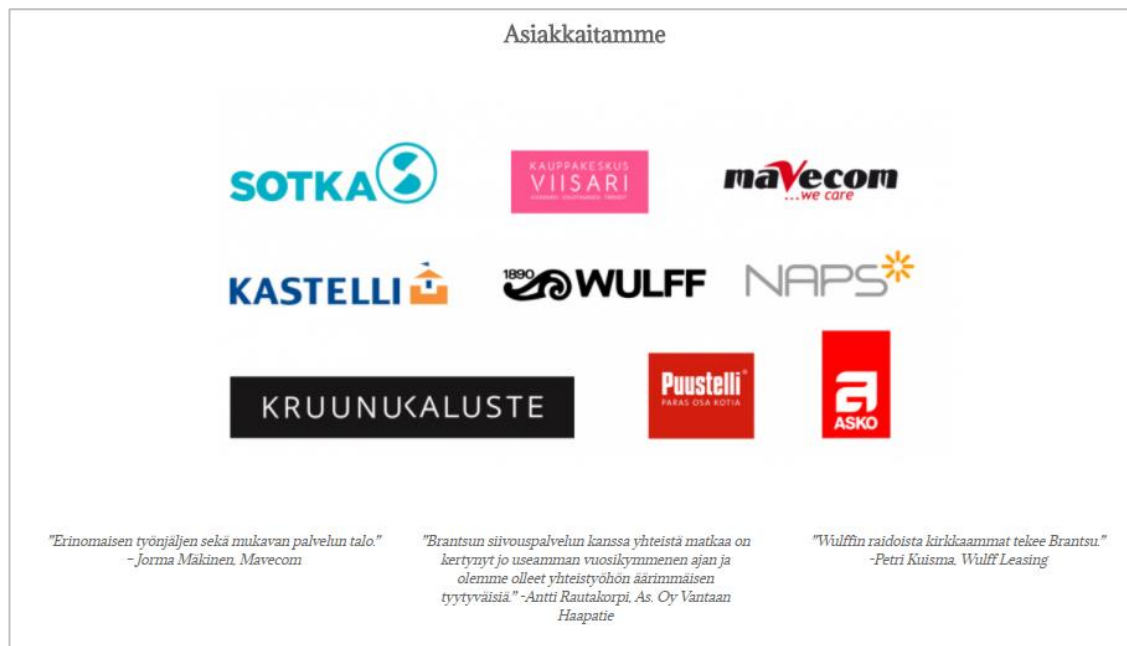 Asiakkaitamme
SOTKA
KAUPPAKESKUS
VIISARI
mavecom
...we care
KASTELLI
1890 WULFF
NAPS
KRUUNUKALUSTE
Puustelli®
PARAS OSA KOTIA
a
ASKO
"Erinomaisen työnjäljen sekä mukavan palvelun talo."
– Jorma Mäkinen, Mavecom
"Brantsun siivouspalvelun kanssa yhteistä matkaa on
kertynyt jo useamman vuosikymmenen ajan ja
olemme olleet yhteistyöhön äärimmäisen
tyytyväisiä." -Antti Rautakorpi, As. Oy Vantaan
Haapatie
"Wulffin raidoista kirkkaammat tekee Brantsu."
-Petri Kuisma, Wulff Leasing